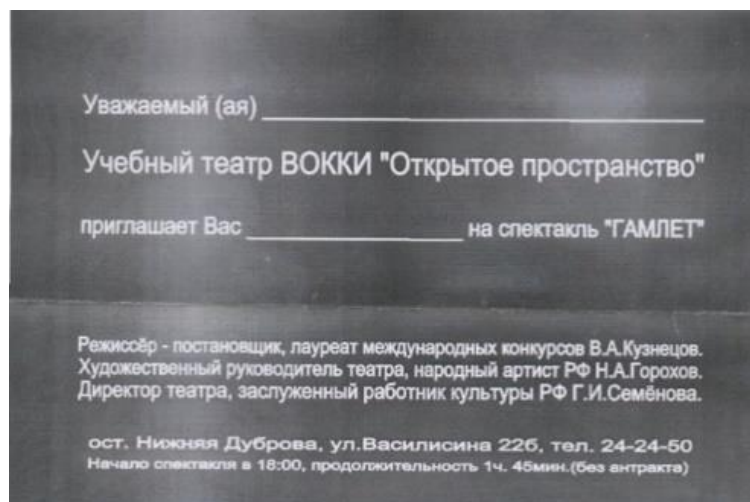 Уважаемый (ая)
Учебный театр ВОККИ "Открытое пространство"
приглашает Вас на спектакль "ГАМЛЕТ"
Режиссёр - постановщик, лауреат международных конкурсов В.А.Кузнецов.
Художественный руководитель театра, народный артист РФ Н.А.Горохов.
Директор театра, заслуженный работник культуры РФ Г.И.Семёнова.
ост. Нижняя Дуброва, ул.Василисина 22б, тел. 24-24-50
Начало спектакля в 18:00, продолжительность 1ч. 45мин.(без антракта)